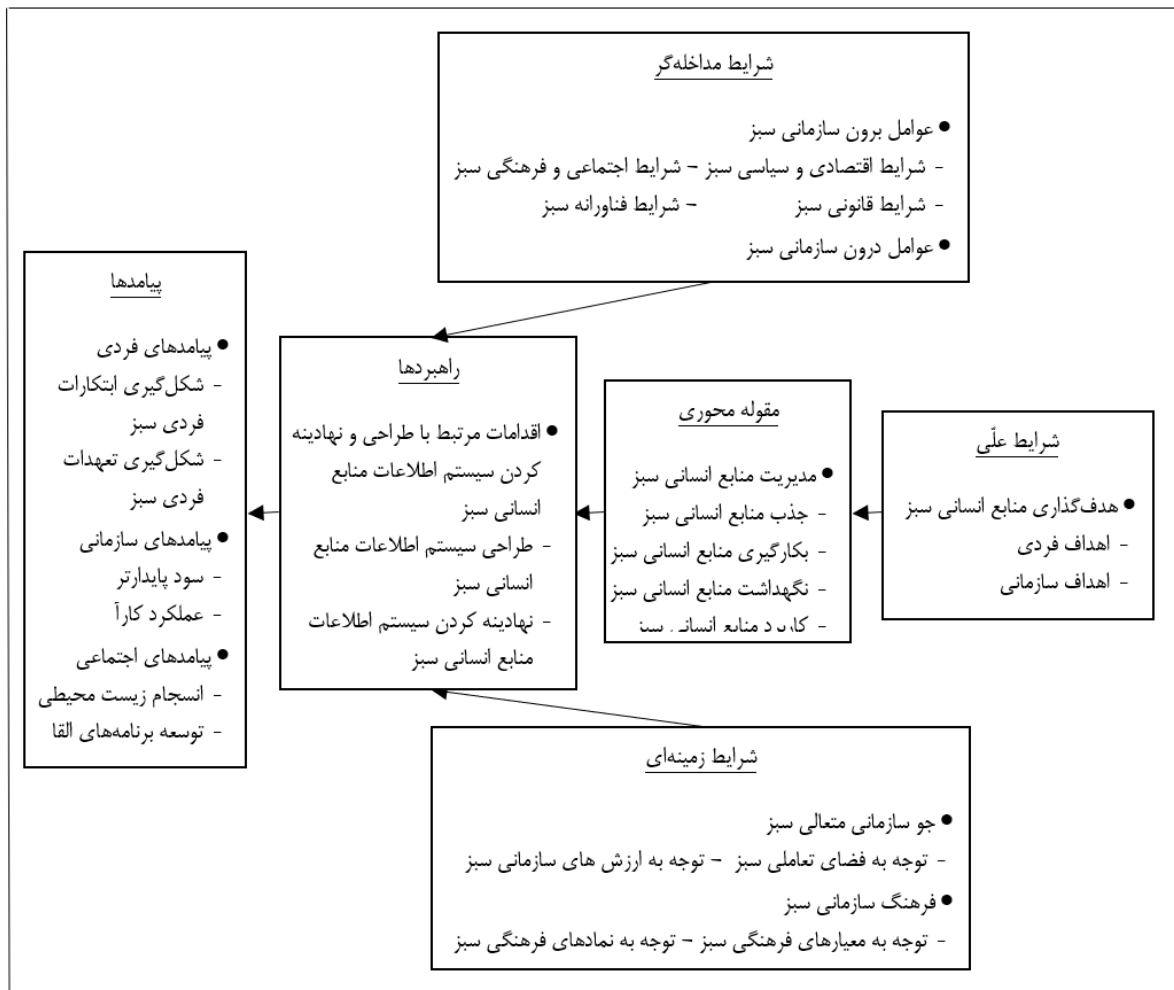 شرایط مداخله‌گر
● عوامل برون سازمانی سبز
- شرایط اقتصادی و سیاسی سبز – شرایط اجتماعی و فرهنگی سبز
- شرایط قانونی سبز – شرایط فناورانه سبز
● عوامل درون سازمانی سبز
شرایط علّی
● هدف‌گذاری منابع انسانی سبز
- اهداف فردی
- اهداف سازمانی
مقوله محوری
● مدیریت منابع انسانی سبز
- جذب منابع انسانی سبز
- بکارگیری منابع انسانی سبز
- نگهداشت منابع انسانی سبز
- کاربرد منابع انسانی سبز
راهبردها
● اقدامات مرتبط با طراحی و نهادینه
کردن سیستم اطلاعات منابع
انسانی سبز
- طراحی سیستم اطلاعات منابع
انسانی سبز
- نهادینه کردن سیستم اطلاعات
منابع انسانی سبز
پیامدها
● پیامدهای فردی
- شکل‌گیری ابتکارات
فردی سبز
- شکل‌گیری تعهدات
فردی سبز
● پیامدهای سازمانی
- سود پایدارتر
- عملکرد کارآ
● پیامدهای اجتماعی
- انسجام زیست محیطی
- توسعه برنامه‌های القا
شرایط زمینه‌ای
● جو سازمانی متعالی سبز
- توجه به فضای تعاملی سبز – توجه به ارزش های سازمانی سبز
● فرهنگ سازمانی سبز
- توجه به معیارهای فرهنگی سبز – توجه به نمادهای فرهنگی سبز